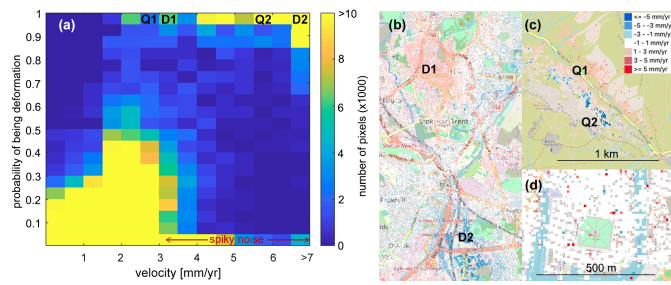 (a)
Q1 D1 Q2 D2
1
0.9
0.8
0.7
0.6
0.5
0.4
0.3
0.2
0.1
probability of being deformation
spiky noise
1 2 3 4 5 6 >7
velocity [mm/yr]
>10
8
6
4
2
0
number of pixels (x1000)
(b)
D1
D2
(c)
Q1
Q2
1 km
<= -5 mm/yr
-5 - -3 mm/yr
-3 - -1 mm/yr
-1 - 1 mm/yr
1 - 3 mm/yr
3 - 5 mm/yr
>= 5 mm/yr
(d)
500 m